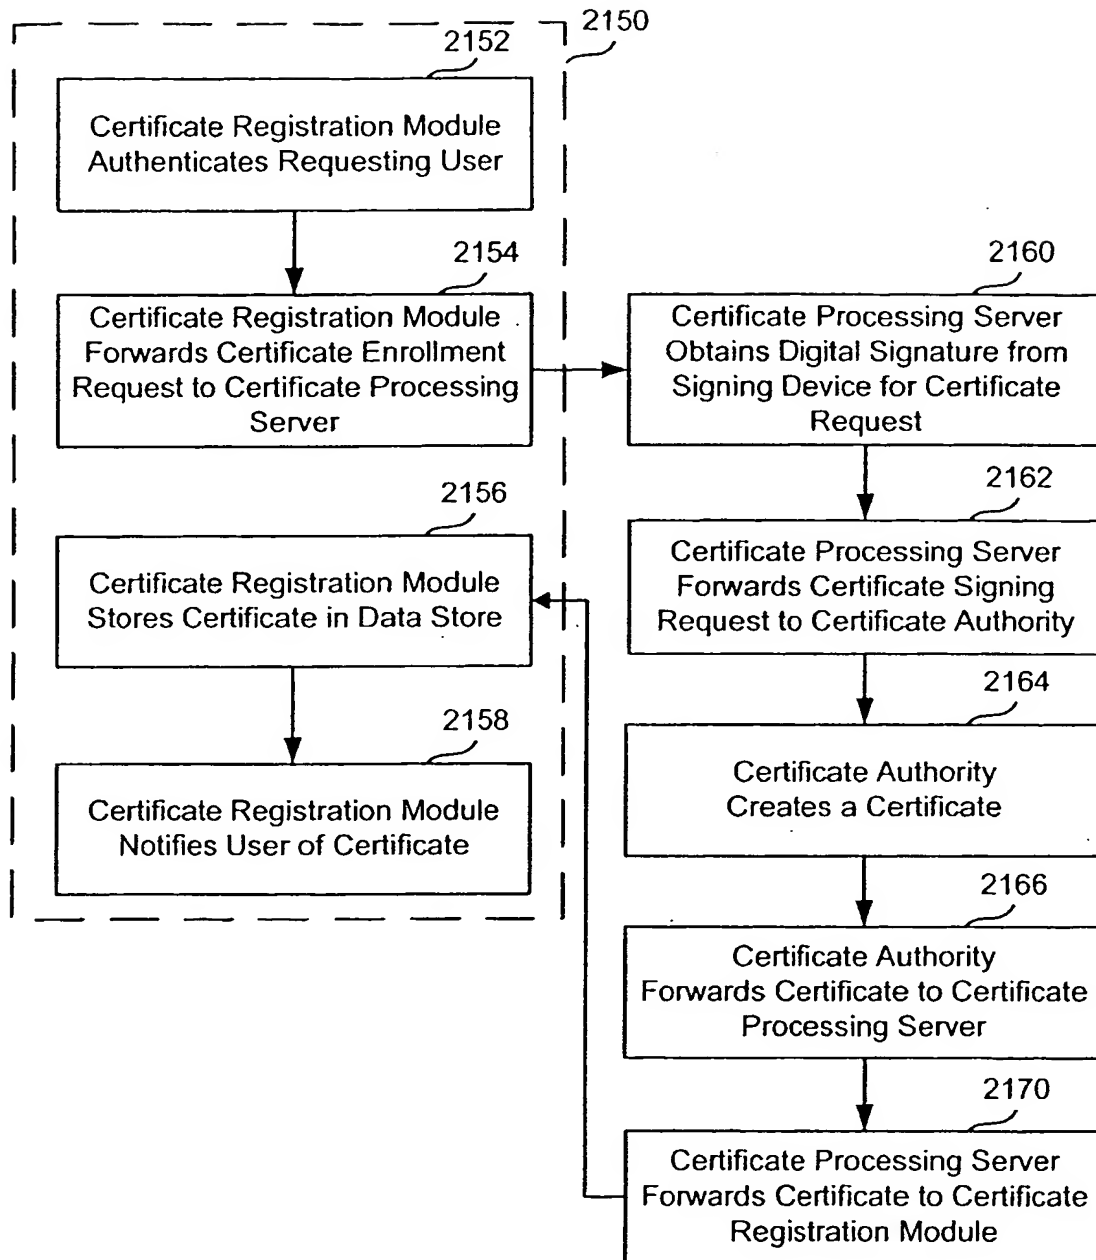 2150
2152
Certificate Registration Module
Authenticates Requesting User
2154
Certificate Registration Module
Forwards Certificate Enrollment
Request to Certificate Processing
Server
2156
Certificate Registration Module
Stores Certificate in Data Store
2158
Certificate Registration Module
Notifies User of Certificate
2160
Certificate Processing Server
Obtains Digital Signature from
Signing Device for Certificate
Request
2162
Certificate Processing Server
Forwards Certificate Signing
Request to Certificate Authority
2164
Certificate Authority
Creates a Certificate
2166
Certificate Authority
Forwards Certificate to Certificate
Processing Server
2170
Certificate Processing Server
Forwards Certificate to Certificate
Registration Module